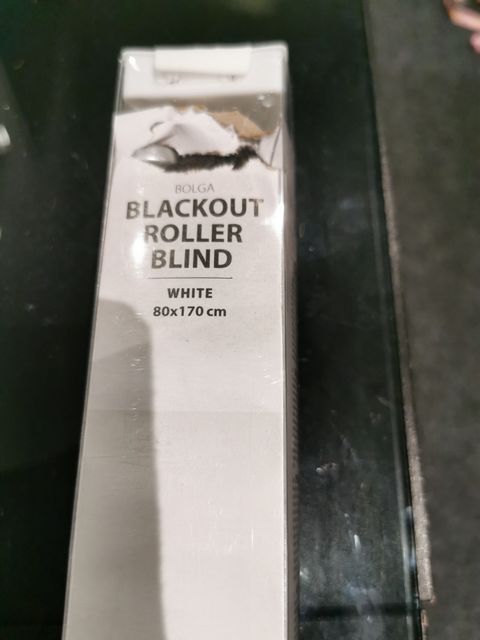 BOLGA
BLACKOUT
ROLLER
BLIND
WHITE
80x170 cm